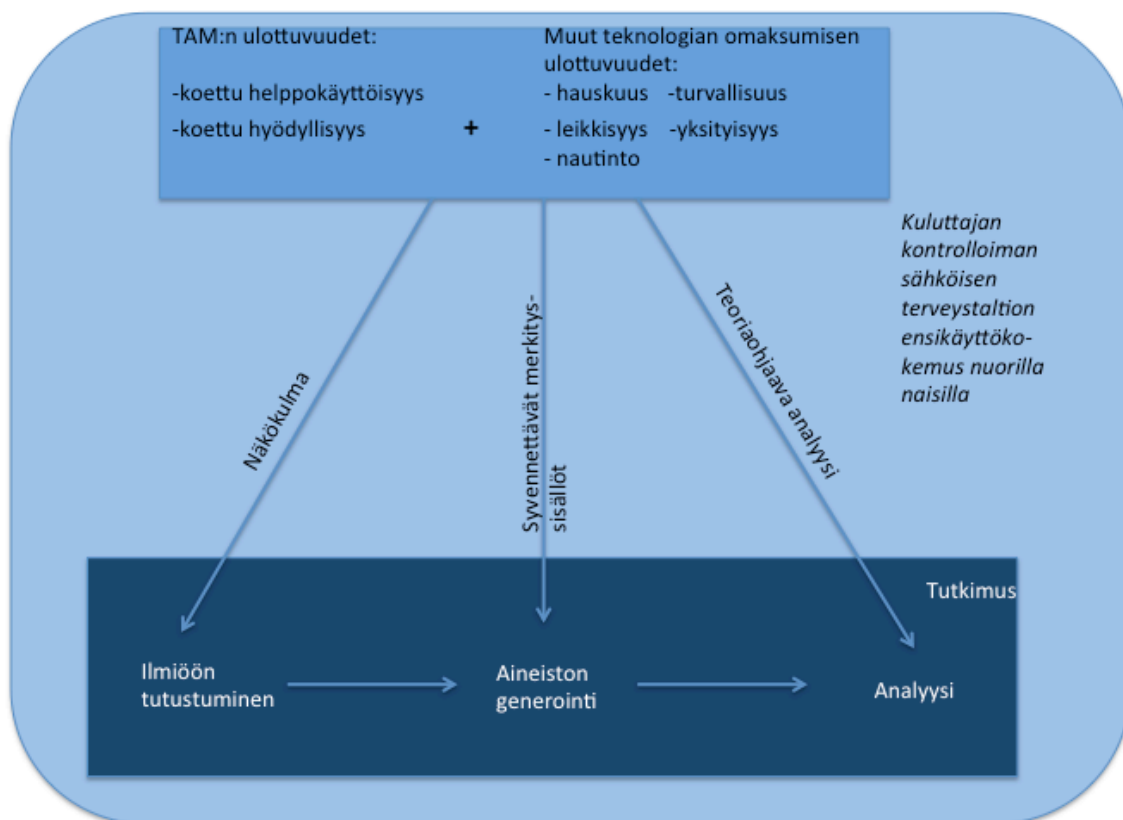 TAM:n ulottuvuudet:
-koettu helppokäyttöisyys
-koettu hyödyllisyys
+
Muut teknologian omaksumisen
ulottuvuudet:
- hauskuus -turvallisuus
- leikkisyys -yksityisyys
- nautinto
Kuluttajan
kontrolloiman
sähköisen
terveystaltion
ensikäyttöko-
kemus nuorilla
naisilla
Näkökulma
Syvennettävät merkitys-
sisällöt
Teoriaohjaava analyysi
Tutkimus
Ilmiöön
tutustuminen
Aineiston
generointi
Analyysi